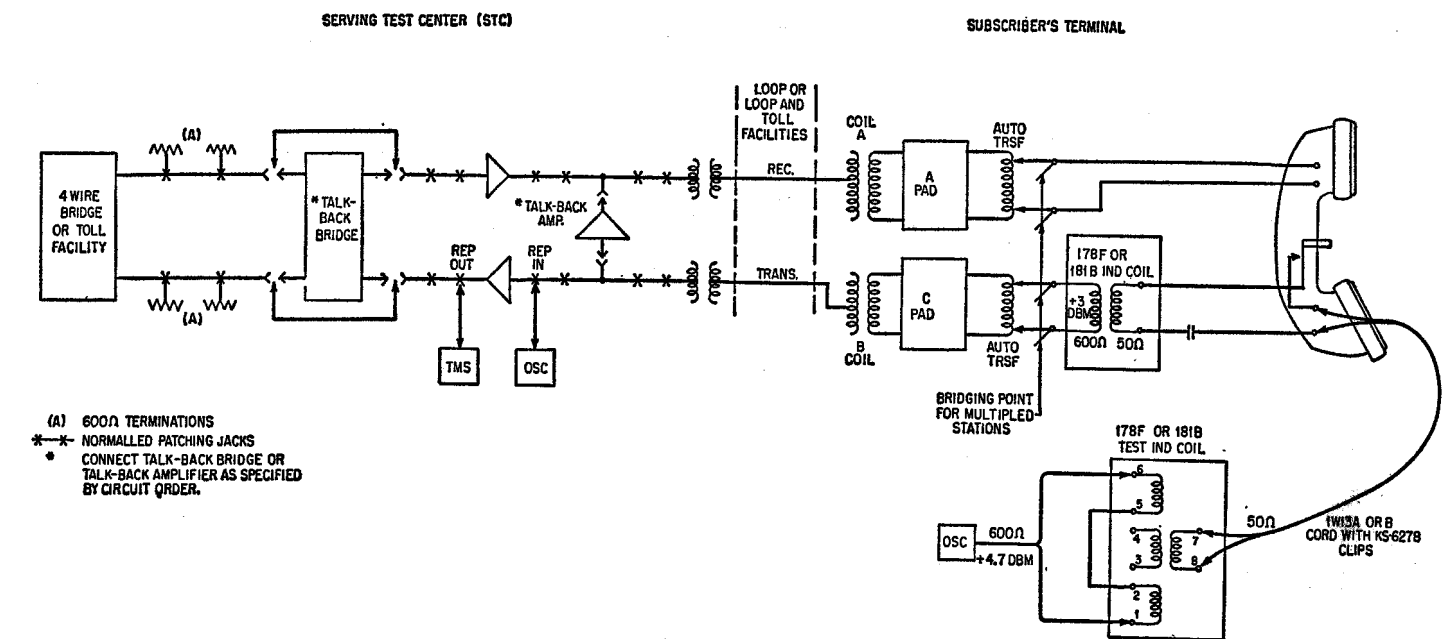 SERVING TEST CENTER (STC)
SUBSCRIBER'S TERMINAL
(A)
4 WIRE
BRIDGE
OR TOLL
FACILITY
(A)
* TALK-
BACK
BRIDGE
* TALK-BACK
AMP.
REP
OUT
REP
IN
TMS
OSC
LOOP OR
LOOP AND
TOLL
FACILITIES
REC.
TRANS.
COIL
A
A
PAD
AUTO
TRSF
C
PAD
B
COIL
AUTO
TRSF
178F OR
181B IND COIL
+3
DBM
600Ω
50Ω
BRIDGING POINT
FOR MULTIPLED
STATIONS
(A) 600Ω TERMINATIONS
NORMALLED PATCHING JACKS
* CONNECT TALK-BACK BRIDGE OR
TALK-BACK AMPLIFIER AS SPECIFIED
BY CIRCUIT ORDER.
178F OR 181B
TEST IND COIL
OSC
600Ω
+4.7 DBM
6
5
4
3
2
1
7
8
50Ω
1W13A OR B
CORD WITH KS-6278
CLIPS